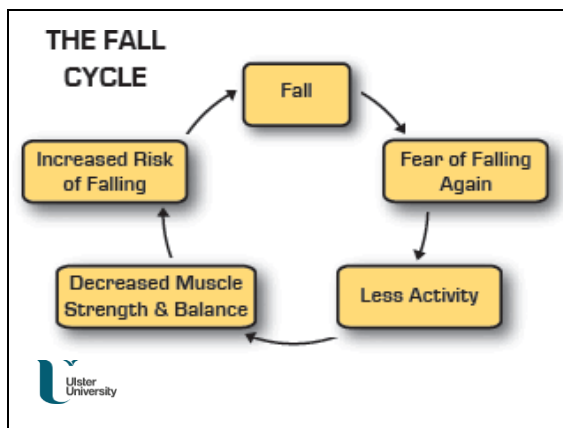 THE FALL
CYCLE
Fall
Fear of Falling
Again
Less Activity
Decreased Muscle
Strength & Balance
Increased Risk
of Falling
Ulster
University